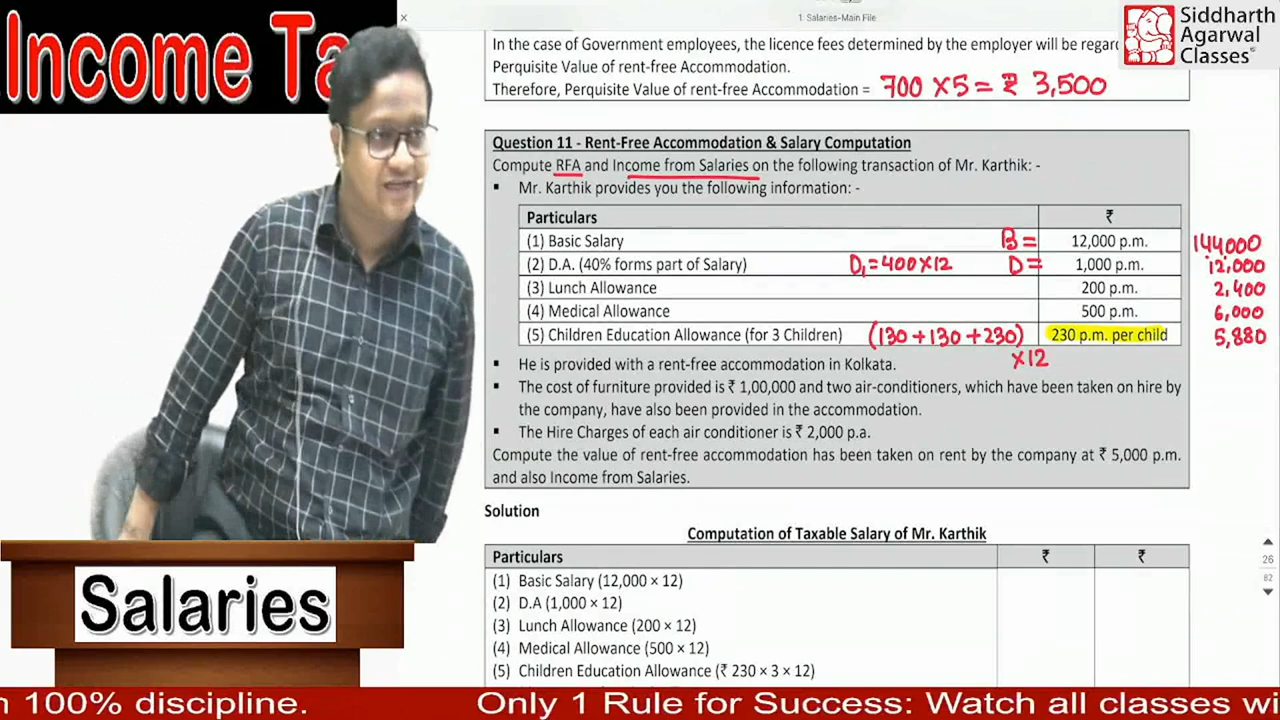 Income Ta
1. Salaries-Main File
Siddharth
Agarwal
Classes
In the case of Government employees, the licence fees determined by the employer will be regar
Perquisite Value of rent-free Accommodation.
Therefore, Perquisite Value of rent-free Accommodation = 700 × 5 = ₹ 3,500
Question 11 - Rent-Free Accommodation & Salary Computation
Compute RFA and Income from Salaries on the following transaction of Mr. Karthik: -
▪ Mr. Karthik provides you the following information: -
Particulars ₹
(1) Basic Salary B = 12,000 p.m. 144000
(2) D.A. (40% forms part of Salary) D₁ = 400×12 D = 1,000 p.m. 12,000
(3) Lunch Allowance 200 p.m. 2,400
(4) Medical Allowance 500 p.m. 6,000
(5) Children Education Allowance (for 3 Children) (130 + 130 + 230) 230 p.m. per child 5,880
×12
▪ He is provided with a rent-free accommodation in Kolkata.
▪ The cost of furniture provided is ₹ 1,00,000 and two air-conditioners, which have been taken on hire by
the company, have also been provided in the accommodation.
▪ The Hire Charges of each air conditioner is ₹ 2,000 p.a.
Compute the value of rent-free accommodation has been taken on rent by the company at ₹ 5,000 p.m.
and also Income from Salaries.
Solution
Computation of Taxable Salary of Mr. Karthik
Particulars ₹ ₹
(1) Basic Salary (12,000 × 12)
(2) D.A (1,000 × 12)
(3) Lunch Allowance (200 × 12)
(4) Medical Allowance (500 × 12)
(5) Children Education Allowance (₹ 230 × 3 × 12)
26
82
Salaries
n 100% discipline. Only 1 Rule for Success: Watch all classes wi